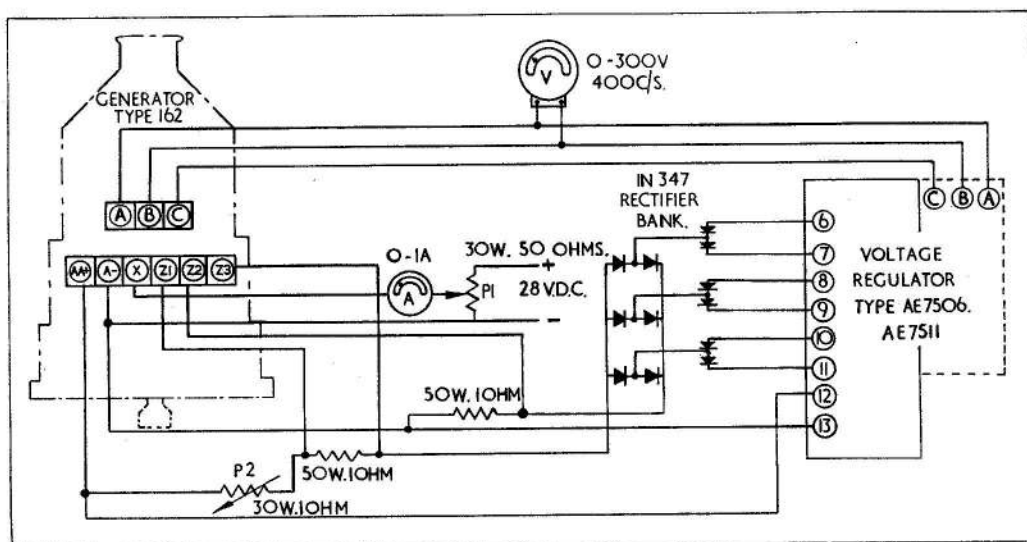 GENERATOR
TYPE 162
V
0-300V
400C/S.
A
B
C
AA+
A-
X
Z1
Z2
Z3
0-1A
A
30W. 50 OHMS.
+
P1
28 V.D.C.
-
IN 347
RECTIFIER
BANK.
C
B
A
6
7
8
9
10
11
12
13
VOLTAGE
REGULATOR
TYPE AE7506.
AE7511
50W.1OHM
50W.1OHM
P2
30W.1OHM